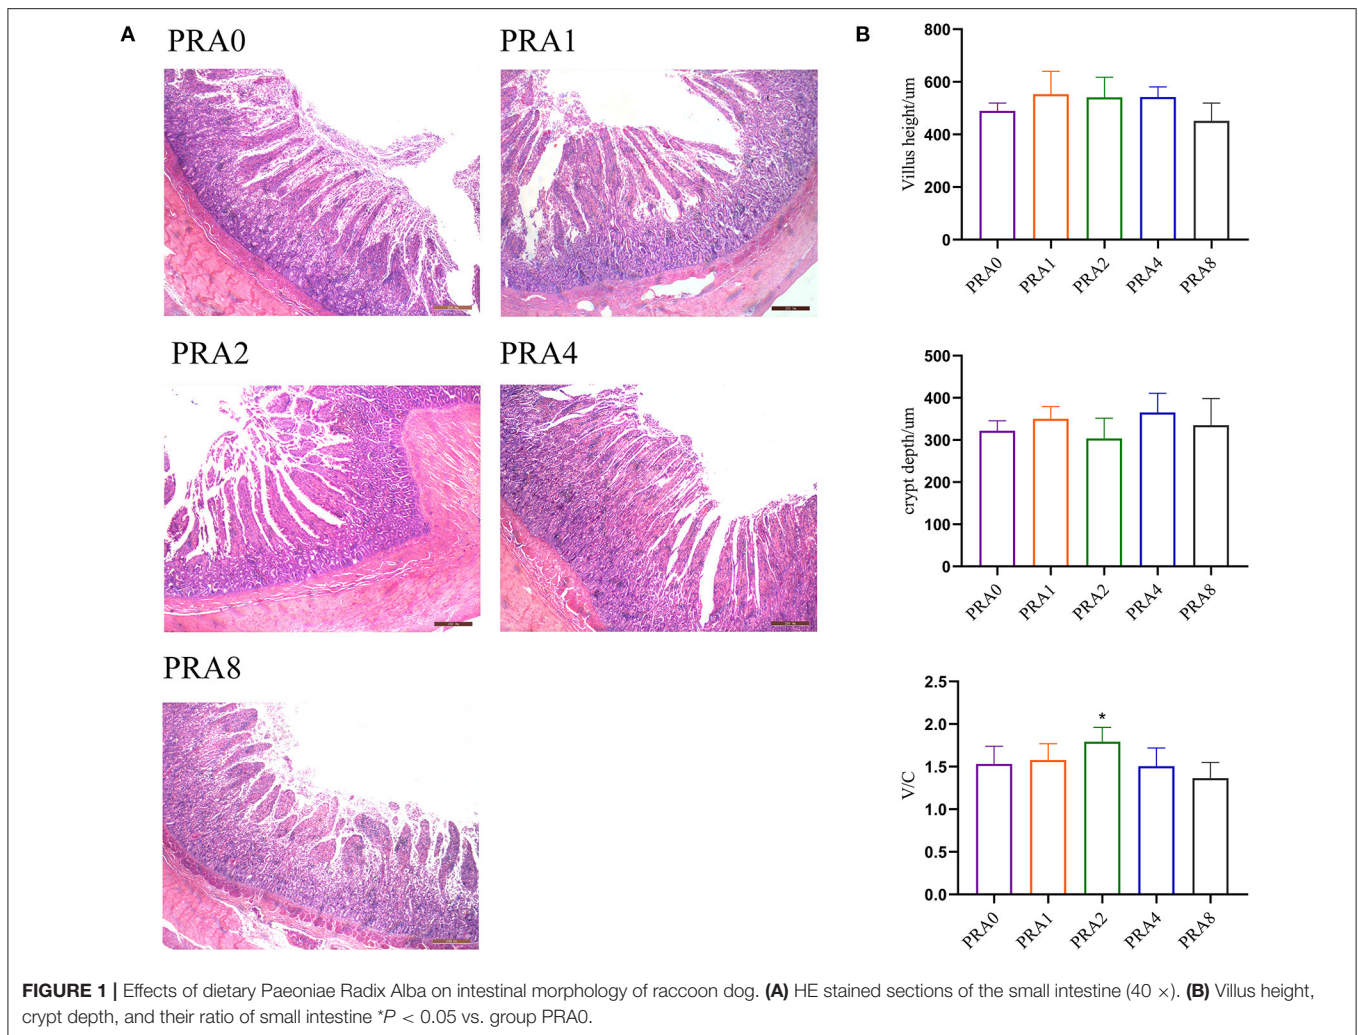 A
PRA0
PRA1
PRA2
PRA4
PRA8
B
800
600
400
200
0
Villus height/um
PRA0
PRA1
PRA2
PRA4
PRA8
500
400
300
200
100
0
crypt depth/um
PRA0
PRA1
PRA2
PRA4
PRA8
2.5
2.0
1.5
1.0
0.5
0.0
V/C
*
PRA0
PRA1
PRA2
PRA4
PRA8
FIGURE 1 | Effects of dietary Paeoniae Radix Alba on intestinal morphology of raccoon dog. (A) HE stained sections of the small intestine (40 ×). (B) Villus height,
crypt depth, and their ratio of small intestine *P < 0.05 vs. group PRA0.